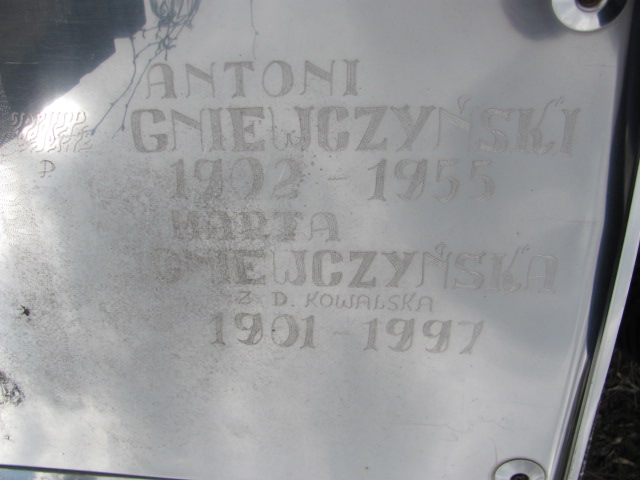 ANTONI
GNIEWCZYŃSKI
1902 - 1955
MARTA
GNIEWCZYŃSKA
Z D. KOWALSKA
1901 - 1997